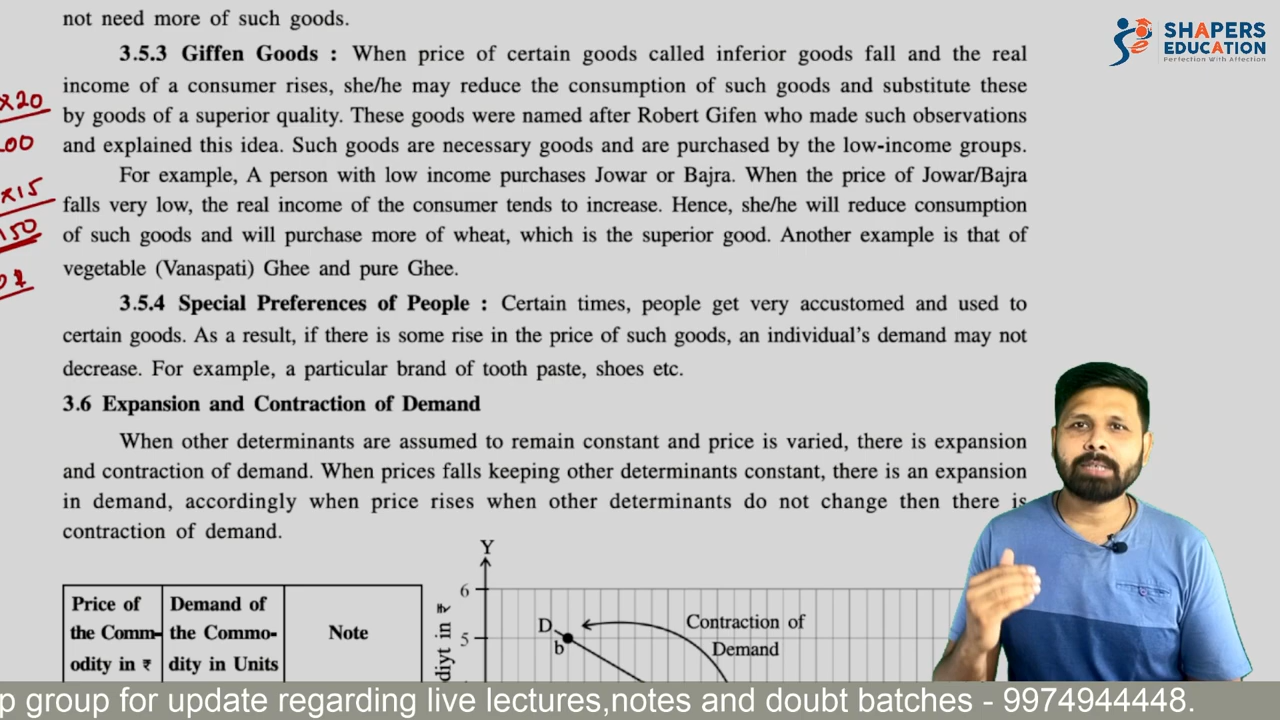 not need more of such goods.
SHAPERS
EDUCATION
Perfection With Affection
3.5.3 Giffen Goods : When price of certain goods called inferior goods fall and the real
income of a consumer rises, she/he may reduce the consumption of such goods and substitute these
by goods of a superior quality. These goods were named after Robert Gifen who made such observations
and explained this idea. Such goods are necessary goods and are purchased by the low-income groups.
For example, A person with low income purchases Jowar or Bajra. When the price of Jowar/Bajra
falls very low, the real income of the consumer tends to increase. Hence, she/he will reduce consumption
of such goods and will purchase more of wheat, which is the superior good. Another example is that of
vegetable (Vanaspati) Ghee and pure Ghee.
×20
00
×15
150
3.5.4 Special Preferences of People : Certain times, people get very accustomed and used to
certain goods. As a result, if there is some rise in the price of such goods, an individual's demand may not
decrease. For example, a particular brand of tooth paste, shoes etc.
3.6 Expansion and Contraction of Demand
When other determinants are assumed to remain constant and price is varied, there is expansion
and contraction of demand. When prices falls keeping other determinants constant, there is an expansion
in demand, accordingly when price rises when other determinants do not change then there is
contraction of demand.
Price of
the Comm-
odity in ₹
Demand of
the Commo-
dity in Units
Note
Y
6
5
diyt in ₹
D
b
Contraction of
Demand
p group for update regarding live lectures,notes and doubt batches - 9974944448.